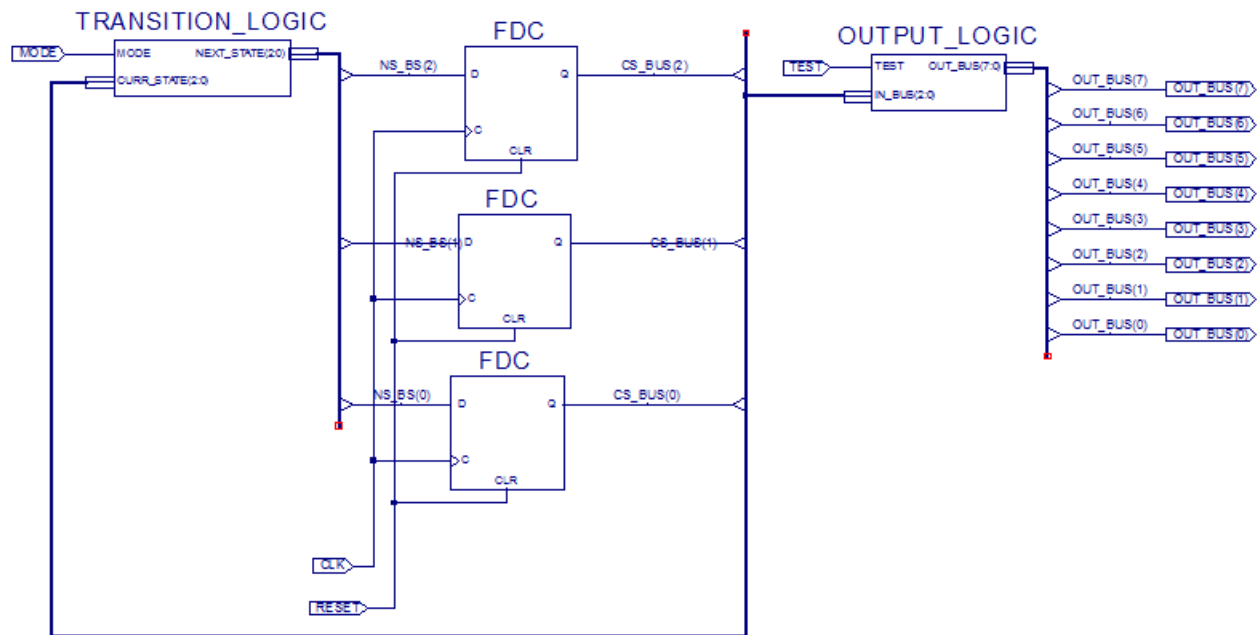 TRANSITION_LOGIC
MODE
MODE
NEXT_STATE(2:0)
CURR_STATE(2:0)
FDC
NS_BS(2)
D
Q
CS_BUS(2)
C
CLR
FDC
NS_BS(1)
D
Q
CS_BUS(1)
C
CLR
FDC
NS_BS(0)
D
Q
CS_BUS(0)
C
CLR
CLK
RESET
OUTPUT_LOGIC
TEST
TEST
OUT_BUS(7:0)
IN_BUS(2:0)
OUT_BUS(7)
OUT_BUS(7)
OUT_BUS(6)
OUT_BUS(6)
OUT_BUS(5)
OUT_BUS(5)
OUT_BUS(4)
OUT_BUS(4)
OUT_BUS(3)
OUT_BUS(3)
OUT_BUS(2)
OUT_BUS(2)
OUT_BUS(1)
OUT_BUS(1)
OUT_BUS(0)
OUT_BUS(0)